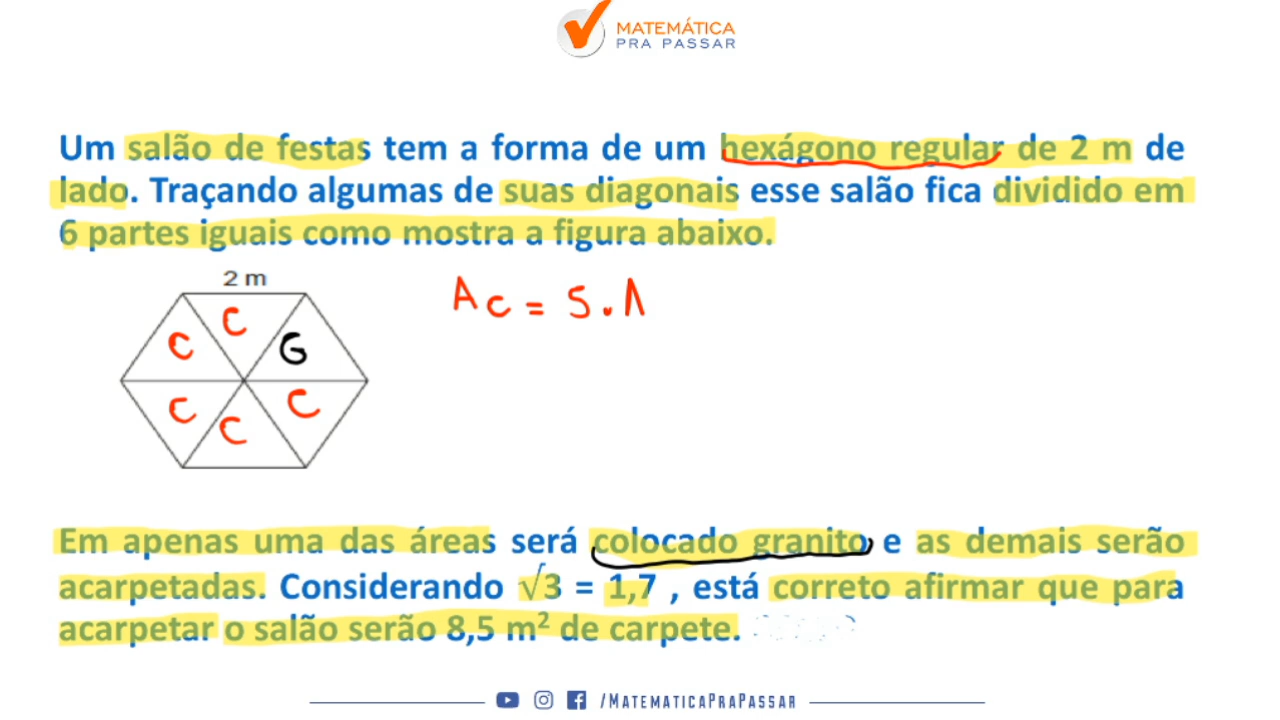 MATEMÁTICA
PRA PASSAR
Um salão de festas tem a forma de um hexágono regular de 2 m de
lado. Traçando algumas de suas diagonais esse salão fica dividido em
6 partes iguais como mostra a figura abaixo.
2 m
A C = 5 . Δ
C C G
C C C
Em apenas uma das áreas será colocado granito e as demais serão
acarpetadas. Considerando √3 = 1,7 , está correto afirmar que para
acarpetar o salão serão 8,5 m² de carpete.
/MATEMATICAPRAPASSAR